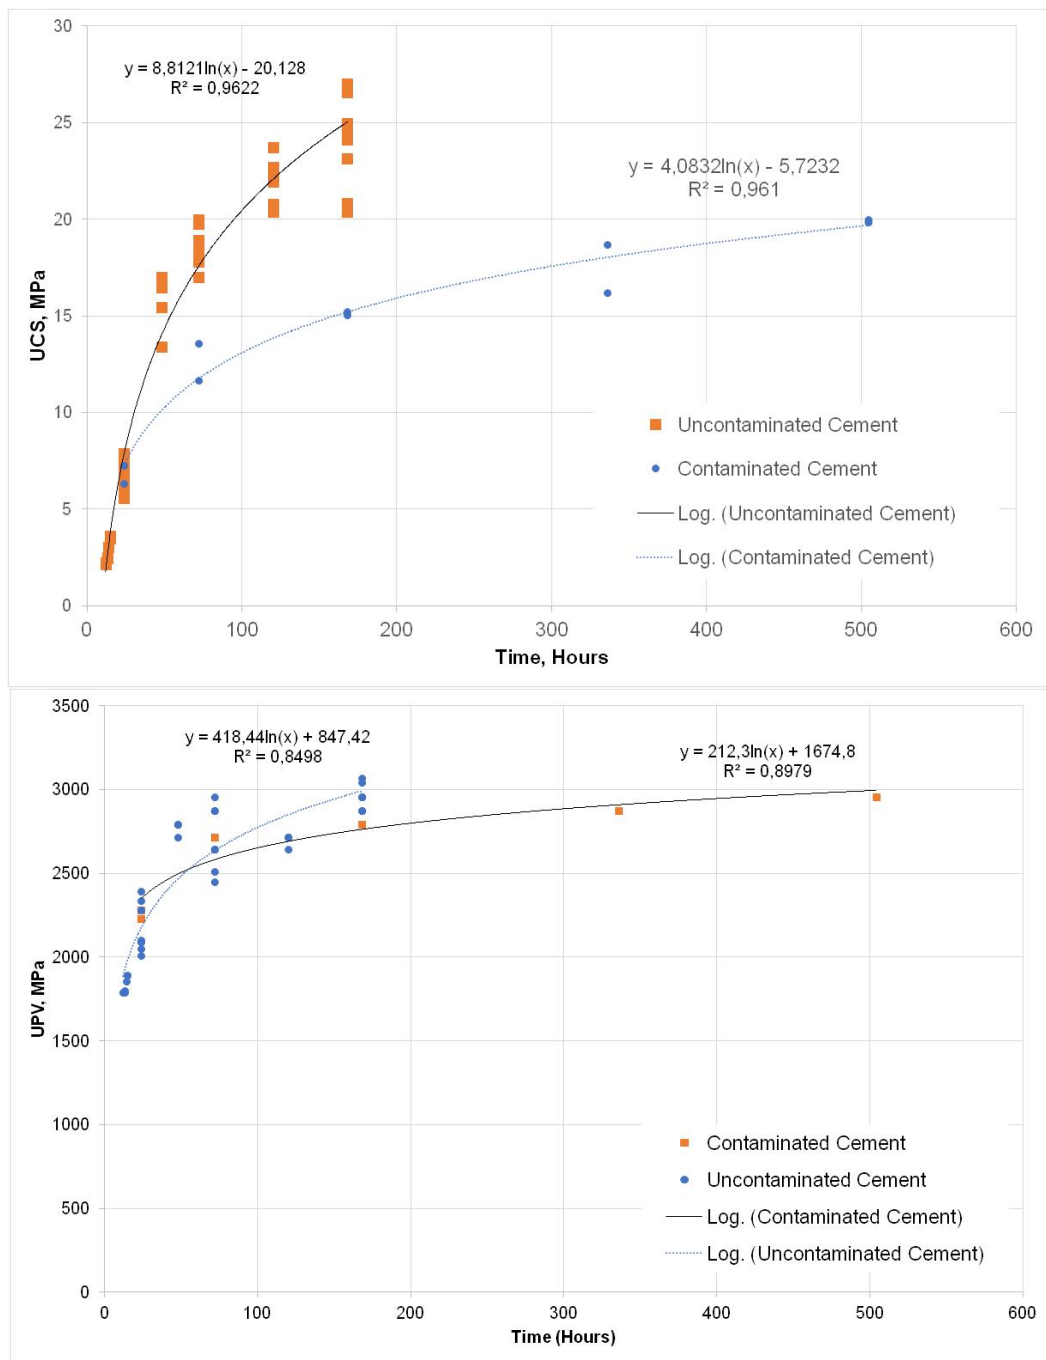 30
y = 8,8121ln(x) - 20,128
R² = 0,9622
25
y = 4,0832ln(x) - 5,7232
R² = 0,961
20
UCS, MPa
15
10
Uncontaminated Cement
Contaminated Cement
5
Log. (Uncontaminated Cement)
Log. (Contaminated Cement)
0
0 100 200 300 400 500 600
Time, Hours
3500
y = 418,44ln(x) + 847,42
R² = 0,8498
y = 212,3ln(x) + 1674,8
R² = 0,8979
3000
2500
2000
UPV, MPa
1500
1000
Contaminated Cement
Uncontaminated Cement
500
Log. (Contaminated Cement)
Log. (Uncontaminated Cement)
0
0 100 200 300 400 500 600
Time (Hours)